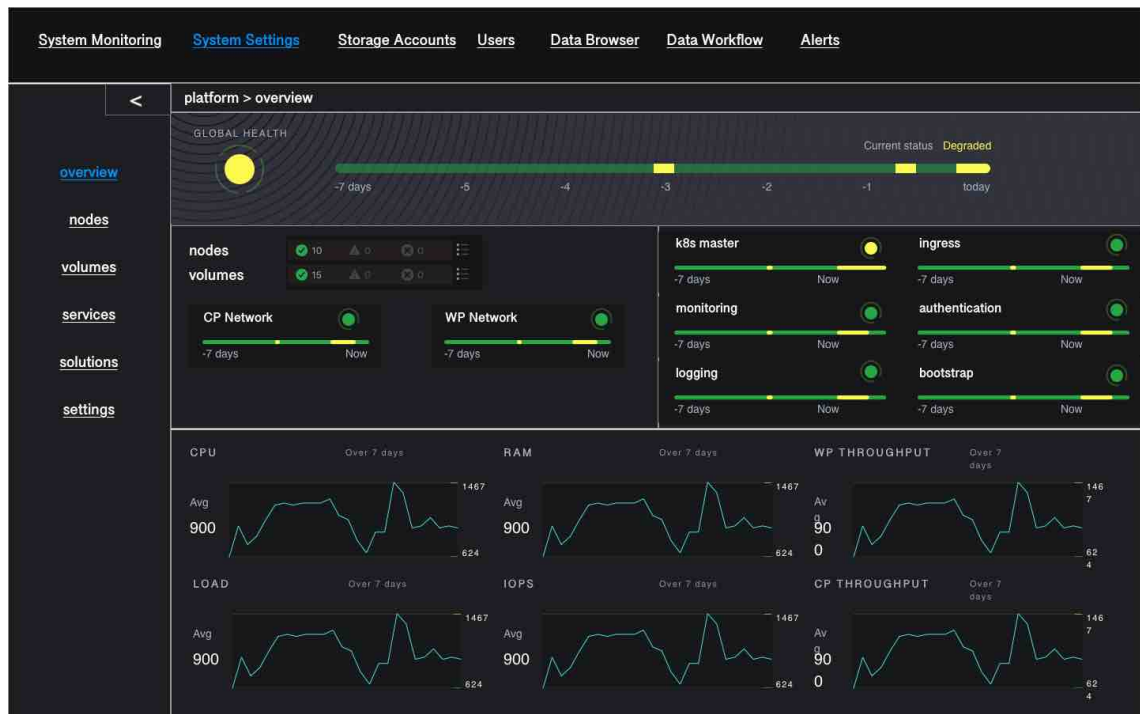 System Monitoring System Settings Storage Accounts Users Data Browser Data Workflow Alerts
<
platform > overview
overview
nodes
volumes
services
solutions
settings
GLOBAL HEALTH
Current status Degraded
-7 days -5 -4 -3 -2 -1 today
nodes 10 0 0
volumes 15 0 0
CP Network
-7 days Now
WP Network
-7 days Now
k8s master
-7 days Now
ingress
-7 days Now
monitoring
-7 days Now
authentication
-7 days Now
logging
-7 days Now
bootstrap
-7 days Now
CPU Over 7 days
1467
Avg
900
624
RAM Over 7 days
1467
Avg
900
624
WP THROUGHPUT Over 7
days
146
7
Av
g
90
0
62
4
LOAD Over 7 days
1467
Avg
900
624
IOPS Over 7 days
1467
Avg
900
624
CP THROUGHPUT Over 7
days
146
7
Av
g
90
0
62
4